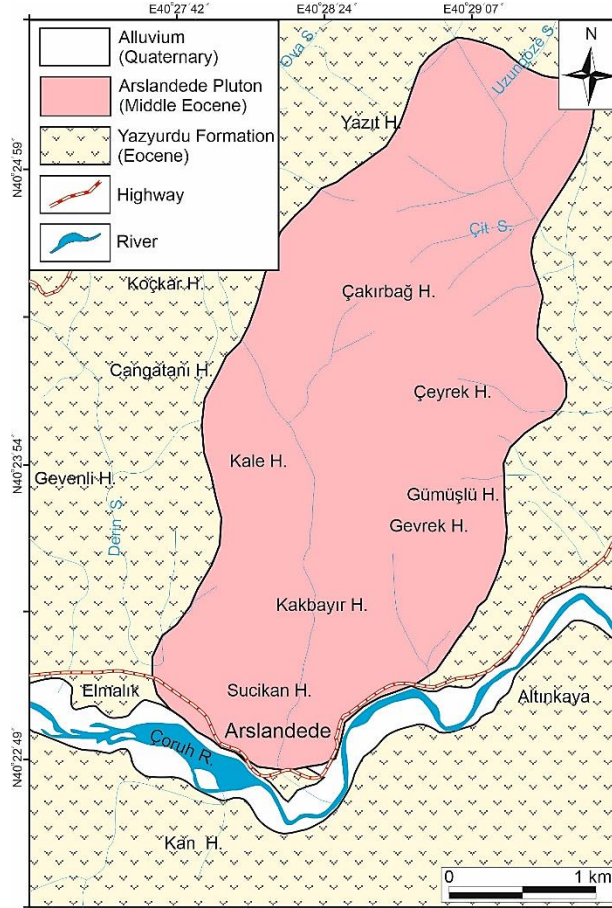 E40°27´42´´ E40°28´24´´ E40°29´07´´
Alluvium
(Quaternary)
Arslandede Pluton
(Middle Eocene)
Yazyurdu Formation
(Eocene)
Highway
River
N
Ova S.
Uzungöze S.
Yazıt H.
N40°24´59´´
Çit S.
Koçkar H.
Çakırbağ H.
Cangatanı H.
Çeyrek H.
N40°23´54´´
Kale H.
Gevenli H.
Gümüşlü H.
Derin S.
Gevrek H.
Kakbayır H.
Elmalık
Sucikan H.
Altınkaya
Arslandede
N40°22´49´´
Çoruh R.
Kan H.
0 1 km